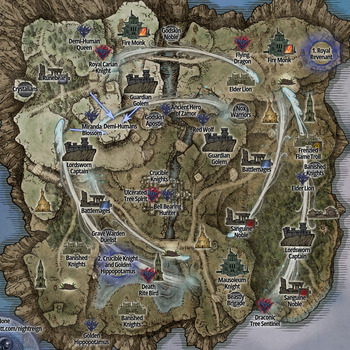 Demi-Human
Queen
Fire Monk
Godskin
Noble
Royal Carian
Knight
Flying
Dragon
Fire Monk
1. Royal
Revenant
Runebear
Elder Lion
Crystalians
Guardian
Golem
Ancient Hero
of Zamor
(Nox)
Warriors
Godskin
Apostle
Miranda
Blossom
Demi-Humans
Red Wolf
Frenzied
Flame Troll
Lordsworn
Captain
Guardian
Golem
Banished
Knights
Crucible
Knights
Elder Lion
Battlemages
Ulcerated
Tree Spirit
Battlemages
Bell Bearing
Hunter
Sanguine
Noble
Grave Warden
Duelist
Lordsworn
Captain
Banished
Knights
2. Crucible Knight
and Golden
Hippopotamus
Death
Rite Bird
Mausoleum
Knight
Sanguine
Noble
Beastly
Brigade
Banished
Knights
Draconic
Tree Sentinel
Golden
Hippopotamus
tt.com/nightreign